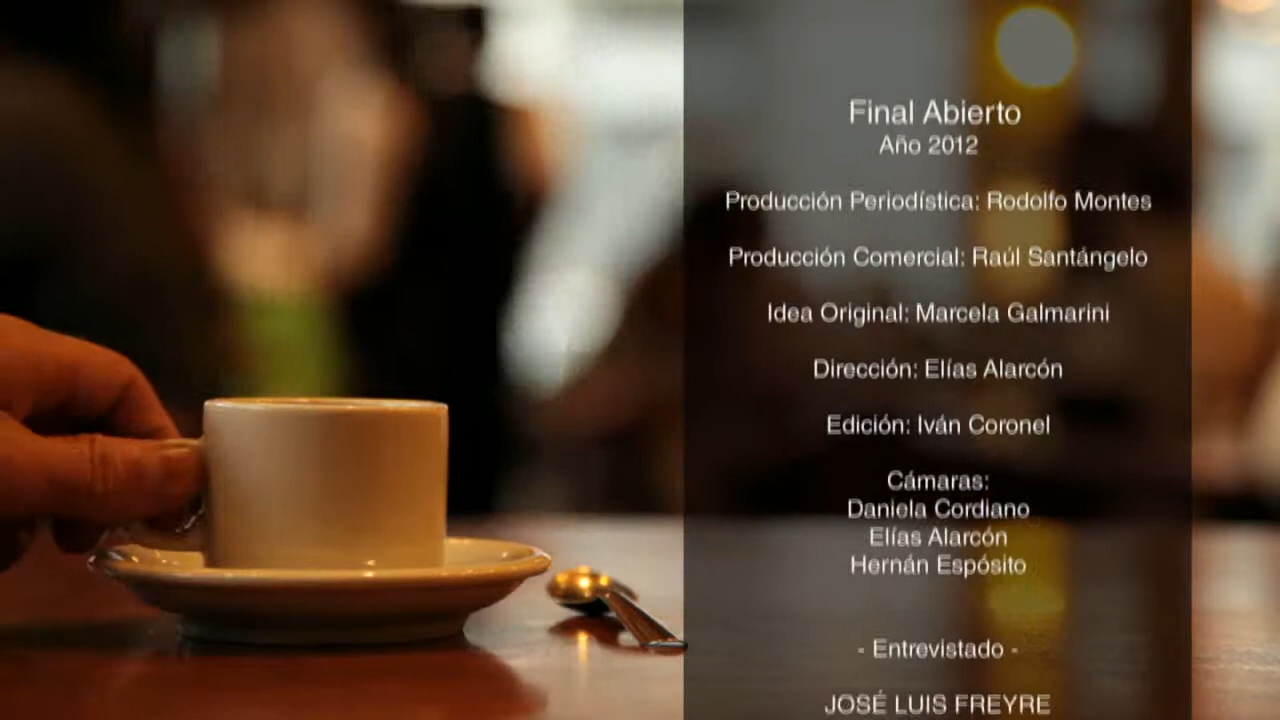 Final Abierto
Año 2012
Producción Periodística: Rodolfo Montes
Producción Comercial: Raúl Santángelo
Idea Original: Marcela Galmarini
Dirección: Elías Alarcón
Edición: Iván Coronel
Cámaras:
Daniela Cordiano
Elías Alarcón
Hernán Espósito
- Entrevistado -
JOSÉ LUIS FREYRE